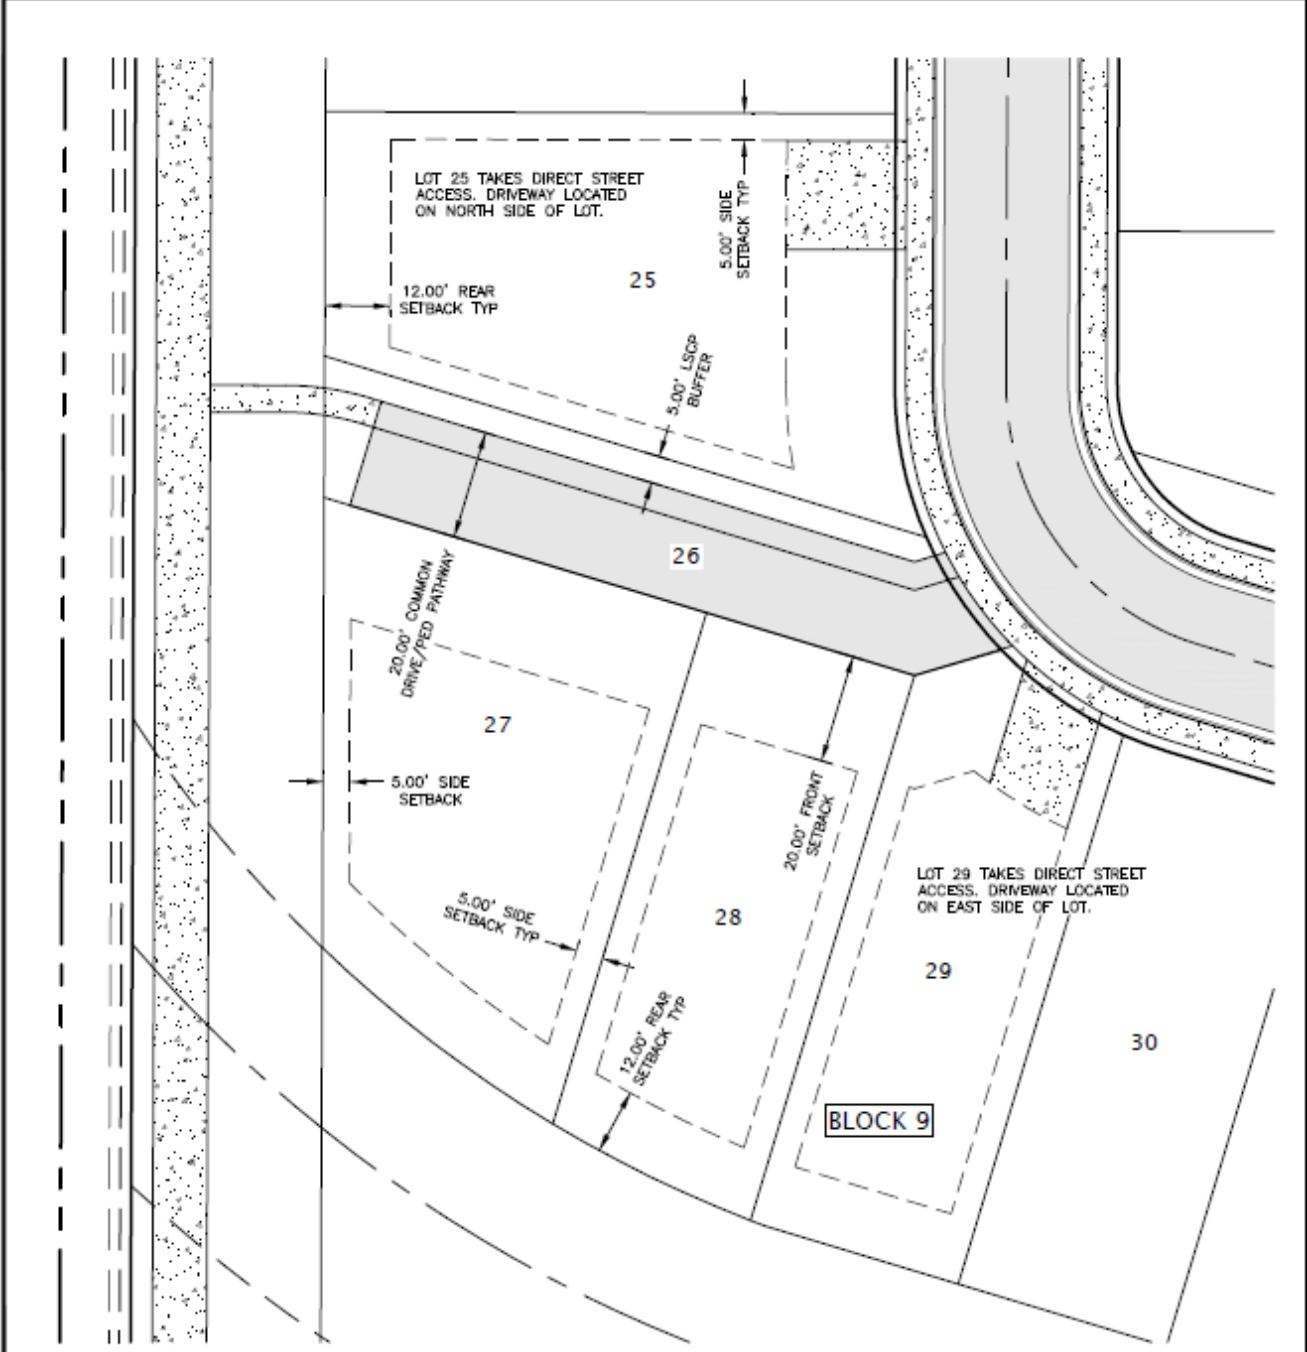 LOT 25 TAKES DIRECT STREET
ACCESS. DRIVEWAY LOCATED
ON NORTH SIDE OF LOT.
5.00' SIDE
SETBACK TYP
25
12.00' REAR
SETBACK TYP
5.00' LSCP
BUFFER
26
20.00' COMMON
DRIVE/PED PATHWAY
27
5.00' SIDE
SETBACK
20.00' FRONT
SETBACK
5.00' SIDE
SETBACK TYP
28
LOT 29 TAKES DIRECT STREET
ACCESS. DRIVEWAY LOCATED
ON EAST SIDE OF LOT.
29
12.00' REAR
SETBACK TYP
30
BLOCK 9